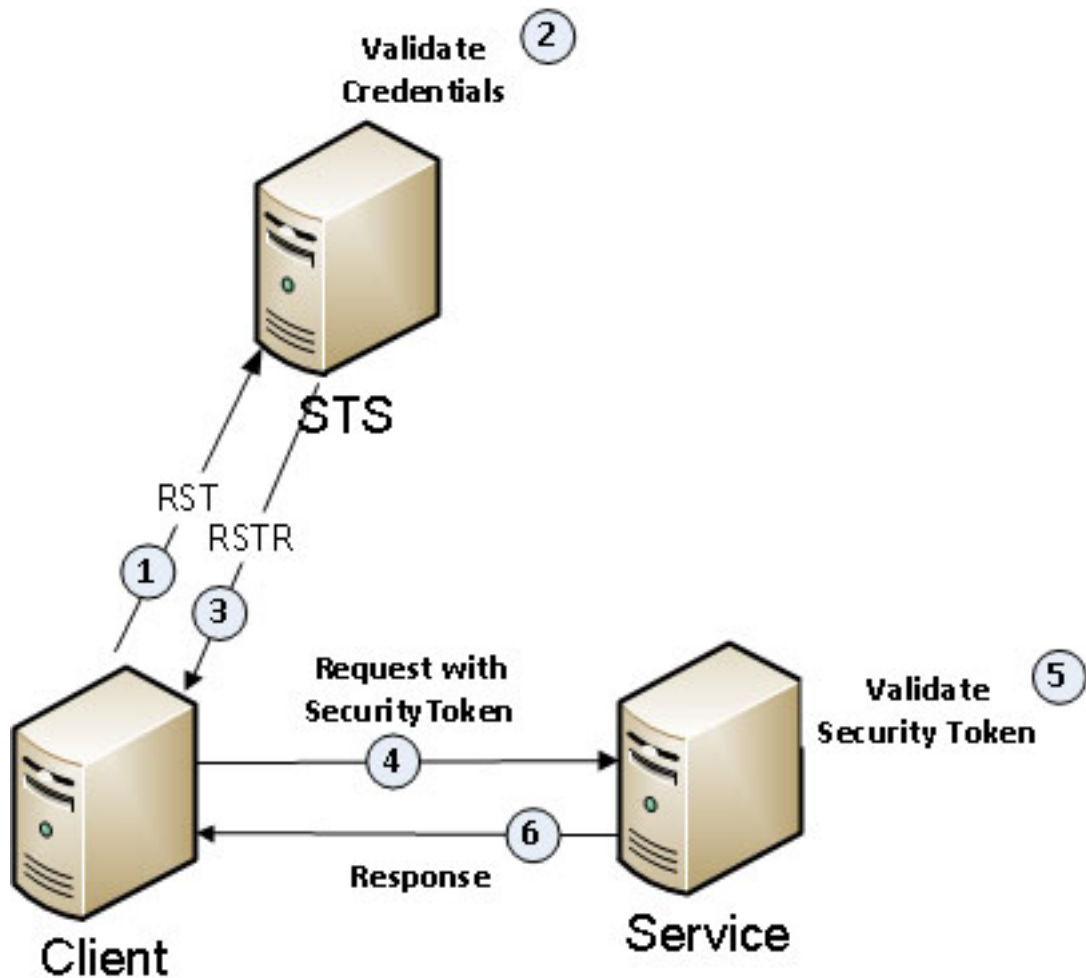 Validate
Credentials
2
STS
RST
RSTR
1
3
Request with
Security Token
4
Validate
Security Token
5
6
Response
Client
Service